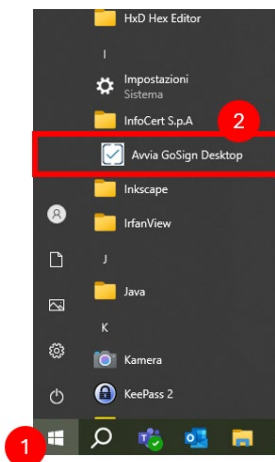 HxD Hex Editor
I
Impostazioni
Sistema
InfoCert S.p.A
2
Avvia GoSign Desktop
Inkscape
IrfanView
J
Java
K
Kamera
KeePass 2
1